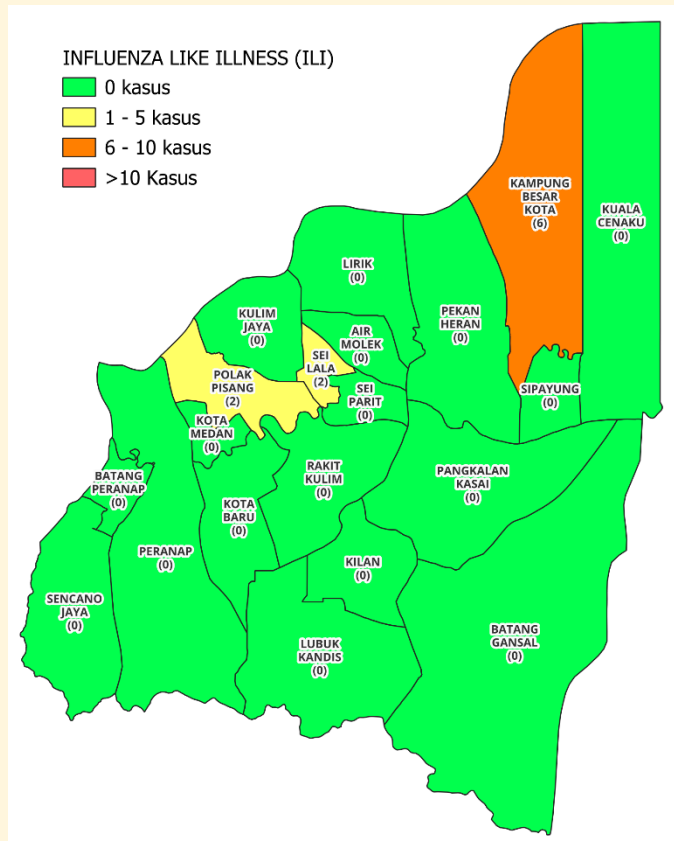 INFLUENZA LIKE ILLNESS (ILI)
0 kasus
1 - 5 kasus
6 - 10 kasus
>10 Kasus
KAMPUNG
BESAR
KOTA
(6)
KUALA
CENAKU
(0)
LIRIK
(0)
KULIM
JAYA
(0)
AIR
MOLEK
(0)
PEKAN
HERAN
(0)
SEI
LALA
(2)
POLAK
PISANG
(2)
SEI
PARIT
(0)
SIPAYUNG
(0)
KOTA
MEDAN
(0)
BATANG
PERANAP
(0)
RAKIT
KULIM
(0)
PANGKALAN
KASAI
(0)
KOTA
BARU
(0)
PERANAP
(0)
KILAN
(0)
SENCANO
JAYA
(0)
LUBUK
KANDIS
(0)
BATANG
GANSAL
(0)